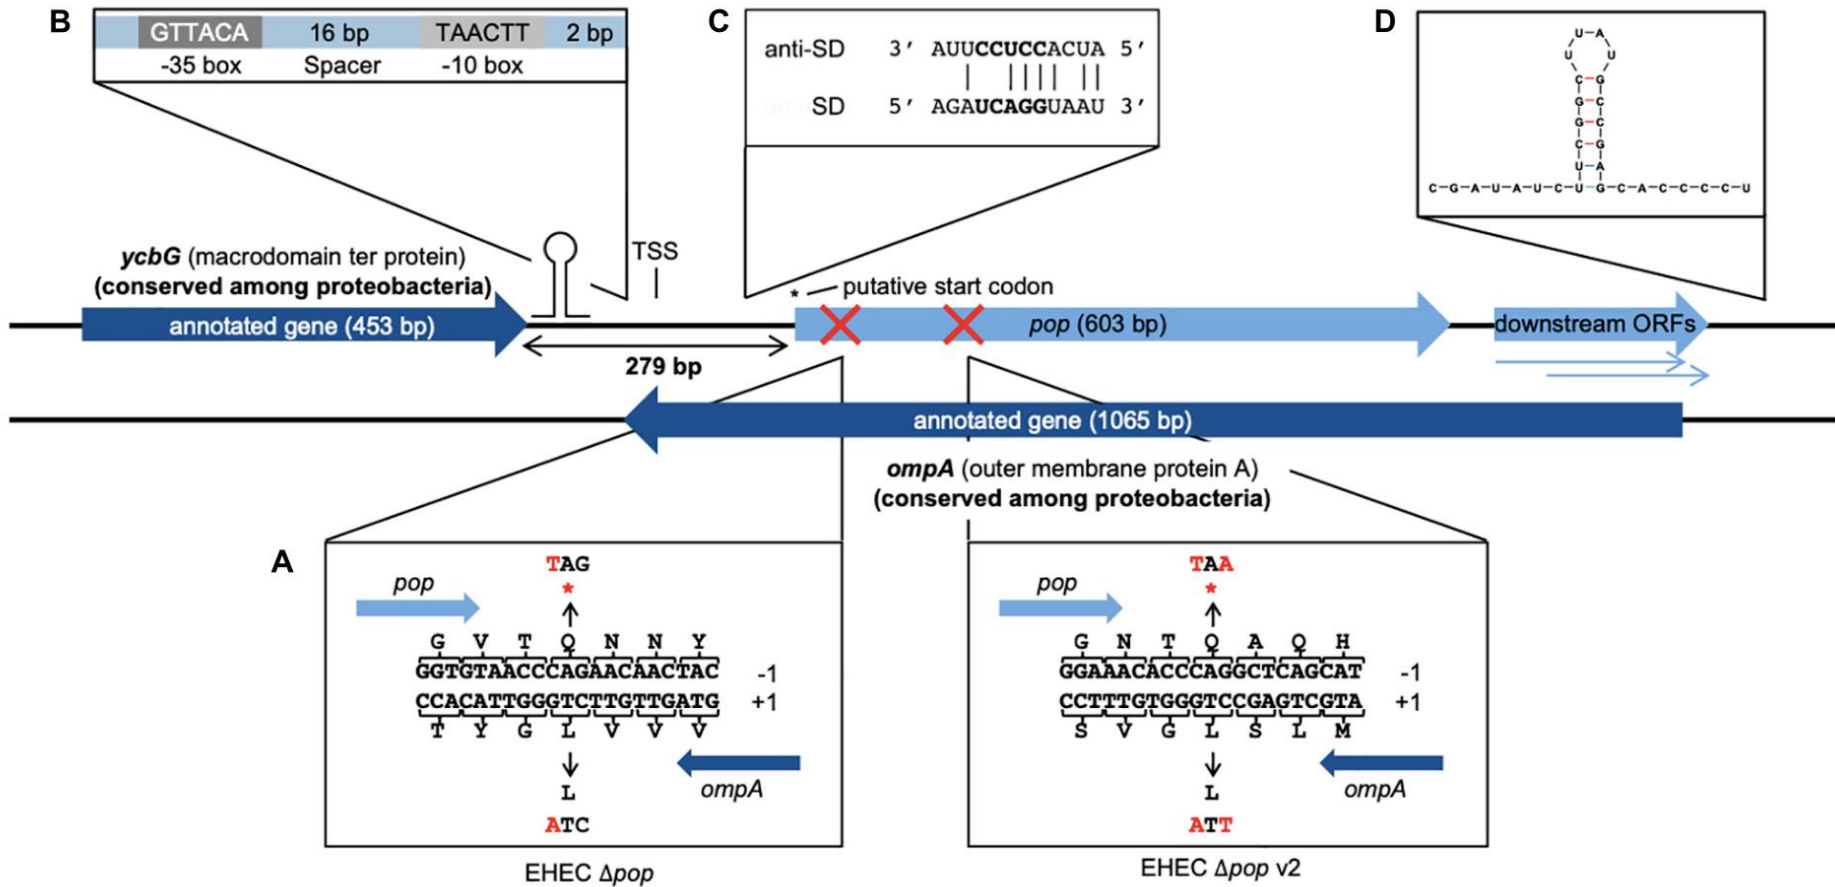 B
GTTACA 16 bp TAACTT 2 bp
-35 box Spacer -10 box
C
anti-SD 3′ AUUCCUCCACUA 5′
SD 5′ AGAUCAGGUAAU 3′
D
U-A
U U
C-G
G-C
G-C
C-G
U-A
C-G-A-U-A-U-C-U-G-C-A-C-C-C-C-U
ycbG (macrodomain ter protein)
(conserved among proteobacteria)
TSS
* putative start codon
annotated gene (453 bp)
pop (603 bp)
downstream ORFs
279 bp
annotated gene (1065 bp)
ompA (outer membrane protein A)
(conserved among proteobacteria)
A
TAG
*
pop
G V T Q N N Y
GGTGTAACCCAGAACAACTAC -1
CCACATTGGGTCTTGTTGATG +1
T Y G L V V V
L
ompA
ATC
EHEC Δpop
TAA
*
pop
G N T Q A Q H
GGAAACACCCAGGCTCAGCAT -1
CCTTTGTGGGTCCGAGTCGTA +1
S V G L S L M
L
ompA
ATT
EHEC Δpop v2